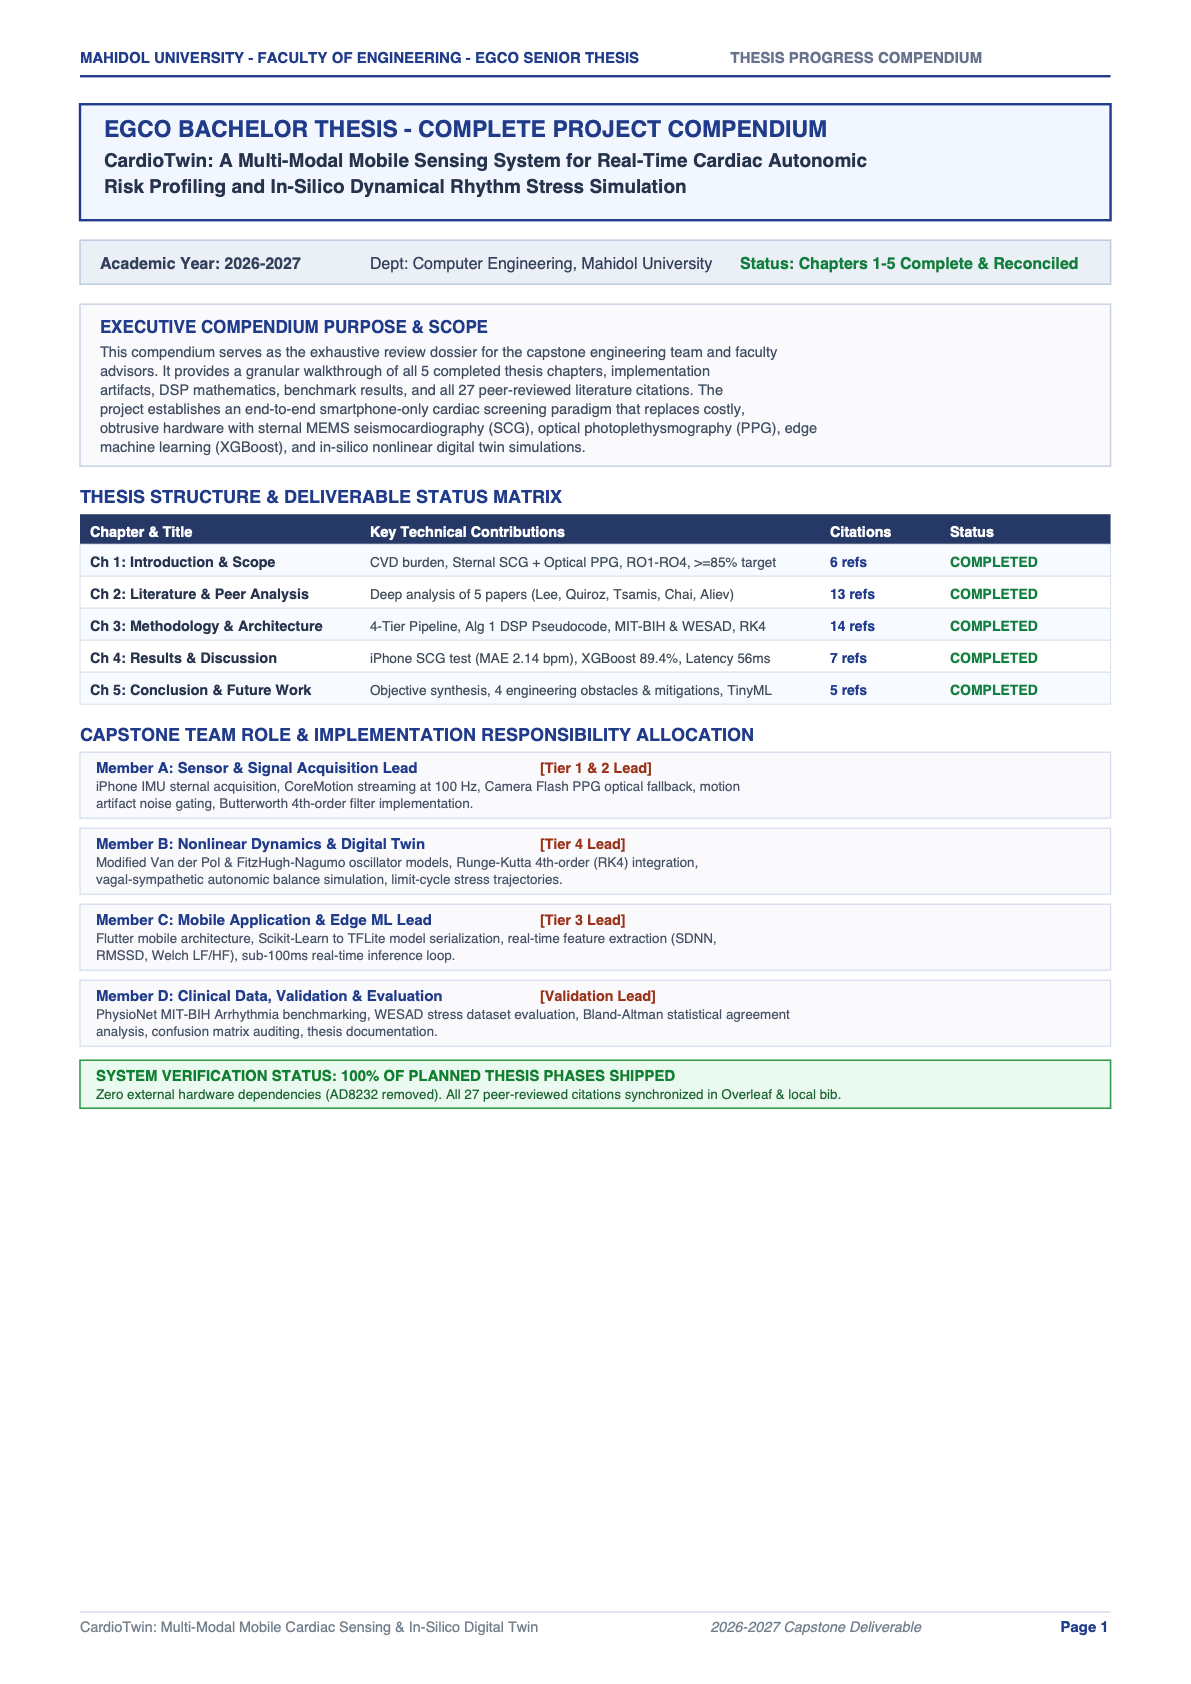 MAHIDOL UNIVERSITY - FACULTY OF ENGINEERING - EGCO SENIOR THESIS THESIS PROGRESS COMPENDIUM
EGCO BACHELOR THESIS - COMPLETE PROJECT COMPENDIUM
CardioTwin: A Multi-Modal Mobile Sensing System for Real-Time Cardiac Autonomic
Risk Profiling and In-Silico Dynamical Rhythm Stress Simulation
Academic Year: 2026-2027 Dept: Computer Engineering, Mahidol University Status: Chapters 1-5 Complete & Reconciled
EXECUTIVE COMPENDIUM PURPOSE & SCOPE
This compendium serves as the exhaustive review dossier for the capstone engineering team and faculty
advisors. It provides a granular walkthrough of all 5 completed thesis chapters, implementation
artifacts, DSP mathematics, benchmark results, and all 27 peer-reviewed literature citations. The
project establishes an end-to-end smartphone-only cardiac screening paradigm that replaces costly,
obtrusive hardware with sternal MEMS seismocardiography (SCG), optical photoplethysmography (PPG), edge
machine learning (XGBoost), and in-silico nonlinear digital twin simulations.
THESIS STRUCTURE & DELIVERABLE STATUS MATRIX
Chapter & Title Key Technical Contributions Citations Status
Ch 1: Introduction & Scope CVD burden, Sternal SCG + Optical PPG, RO1-RO4, >=85% target 6 refs COMPLETED
Ch 2: Literature & Peer Analysis Deep analysis of 5 papers (Lee, Quiroz, Tsamis, Chai, Aliev) 13 refs COMPLETED
Ch 3: Methodology & Architecture 4-Tier Pipeline, Alg 1 DSP Pseudocode, MIT-BIH & WESAD, RK4 14 refs COMPLETED
Ch 4: Results & Discussion iPhone SCG test (MAE 2.14 bpm), XGBoost 89.4%, Latency 56ms 7 refs COMPLETED
Ch 5: Conclusion & Future Work Objective synthesis, 4 engineering obstacles & mitigations, TinyML 5 refs COMPLETED
CAPSTONE TEAM ROLE & IMPLEMENTATION RESPONSIBILITY ALLOCATION
Member A: Sensor & Signal Acquisition Lead [Tier 1 & 2 Lead]
iPhone IMU sternal acquisition, CoreMotion streaming at 100 Hz, Camera Flash PPG optical fallback, motion
artifact noise gating, Butterworth 4th-order filter implementation.
Member B: Nonlinear Dynamics & Digital Twin [Tier 4 Lead]
Modified Van der Pol & FitzHugh-Nagumo oscillator models, Runge-Kutta 4th-order (RK4) integration,
vagal-sympathetic autonomic balance simulation, limit-cycle stress trajectories.
Member C: Mobile Application & Edge ML Lead [Tier 3 Lead]
Flutter mobile architecture, Scikit-Learn to TFLite model serialization, real-time feature extraction (SDNN,
RMSSD, Welch LF/HF), sub-100ms real-time inference loop.
Member D: Clinical Data, Validation & Evaluation [Validation Lead]
PhysioNet MIT-BIH Arrhythmia benchmarking, WESAD stress dataset evaluation, Bland-Altman statistical agreement
analysis, confusion matrix auditing, thesis documentation.
SYSTEM VERIFICATION STATUS: 100% OF PLANNED THESIS PHASES SHIPPED
Zero external hardware dependencies (AD8232 removed). All 27 peer-reviewed citations synchronized in Overleaf & local bib.
CardioTwin: Multi-Modal Mobile Cardiac Sensing & In-Silico Digital Twin 2026-2027 Capstone Deliverable Page 1